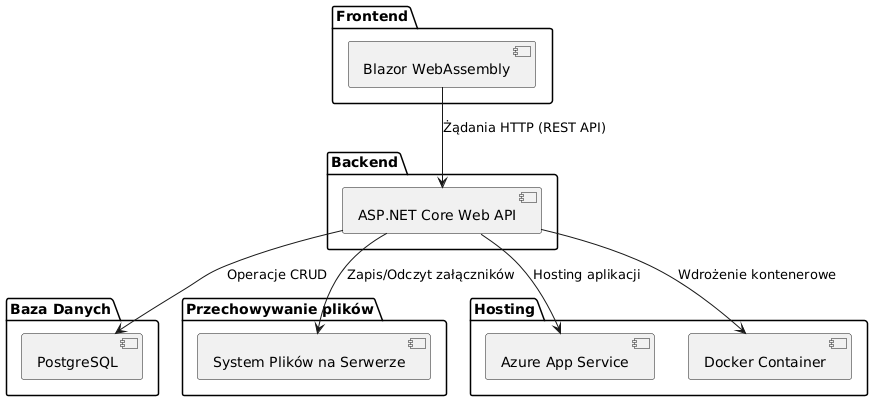 Frontend
Blazor WebAssembly
Żądania HTTP (REST API)
Backend
ASP.NET Core Web API
Operacje CRUD
Zapis/Odczyt załączników
Hosting aplikacji
Wdrożenie kontenerowe
Baza Danych
Przechowywanie plików
Hosting
PostgreSQL
System Plików na Serwerze
Azure App Service
Docker Container